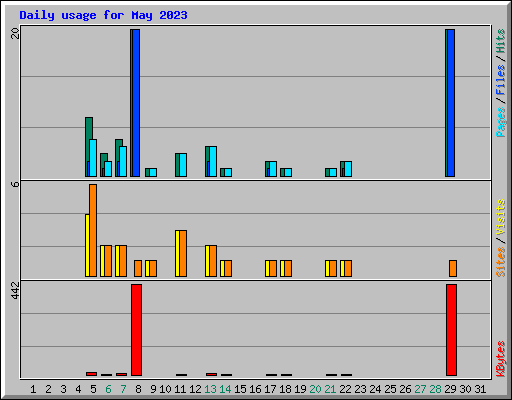 Daily usage for May 2023
20
Pages / Files / Hits
6
Sites / Visits
442
KBytes
1 2 3 4 5 6 7 8 9 10 11 12 13 14 15 16 17 18 19 20 21 22 23 24 25 26 27 28 29 30 31